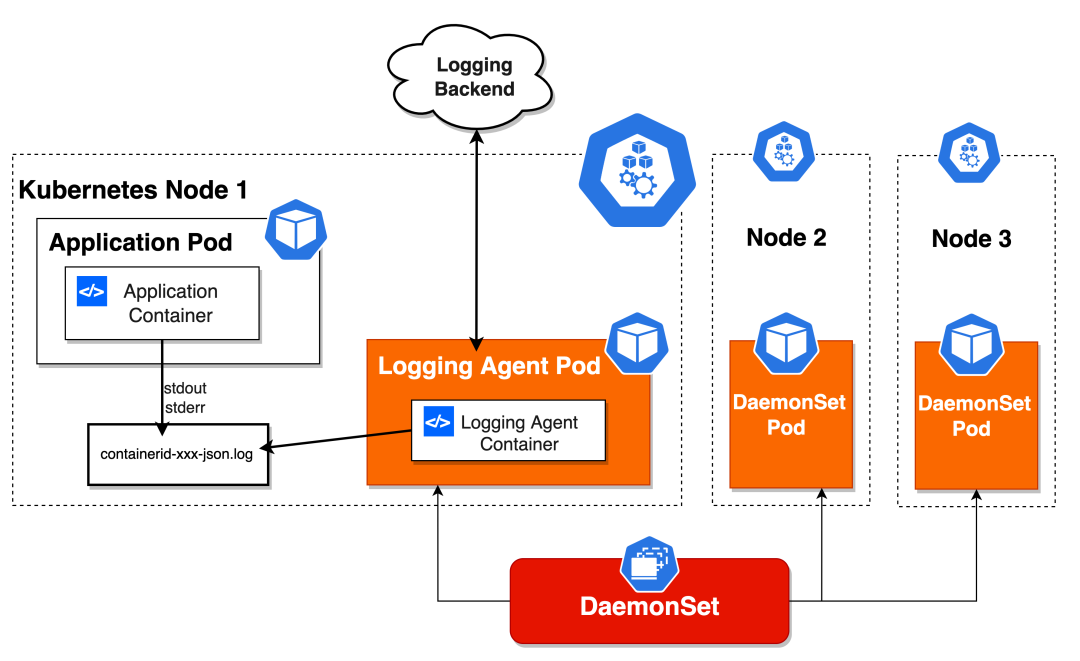 Logging
Backend
Kubernetes Node 1
Application Pod
</>
Application
Container
stdout
stderr
containerid-xxx-json.log
Logging Agent Pod
</>
Logging Agent
Container
Node 2
DaemonSet
Pod
Node 3
DaemonSet
Pod
DaemonSet